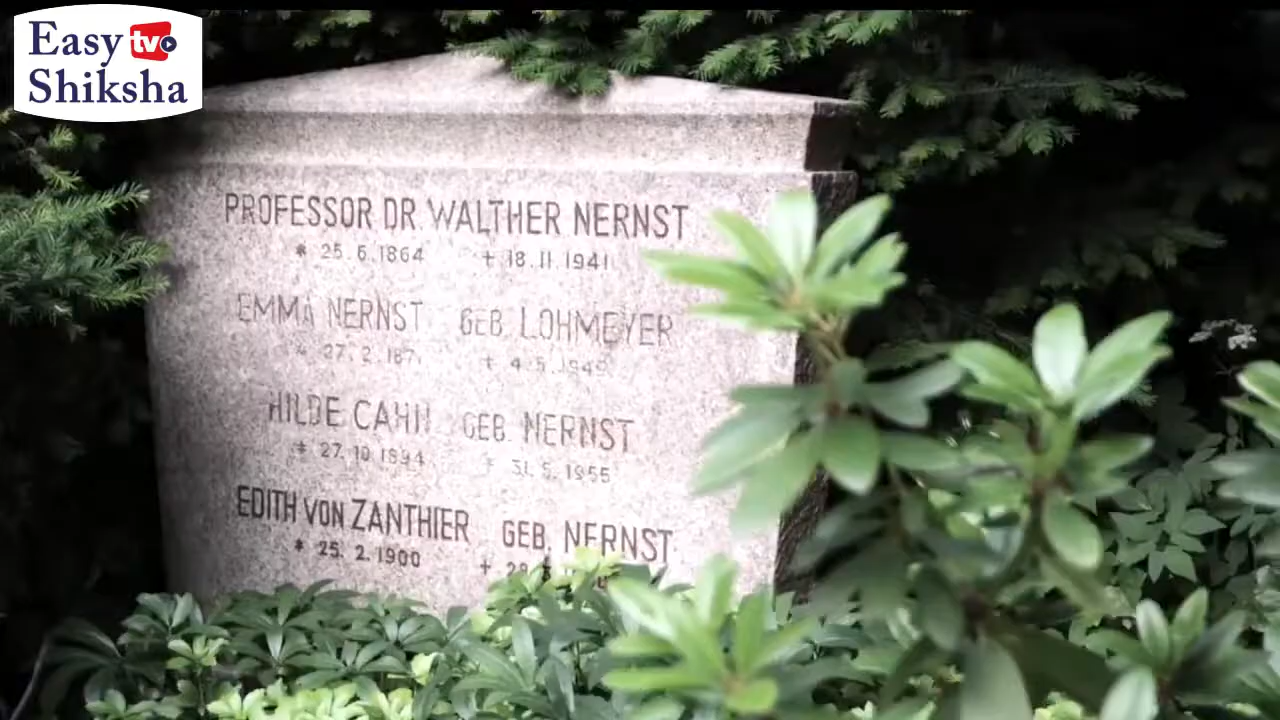 Easy tv
Shiksha
PROFESSOR DR. WALTHER NERNST
* 25.6.1864 + 18.11.1941
EMMA NERNST GEB. LOHMEYER
* 27.2.187 + 4.5.1949
HILDE CAHN GEB. NERNST
* 27.10.1894 + 31.5.1955
EDITH VON ZANTHIER GEB. NERNST
* 25.2.1900 + 28